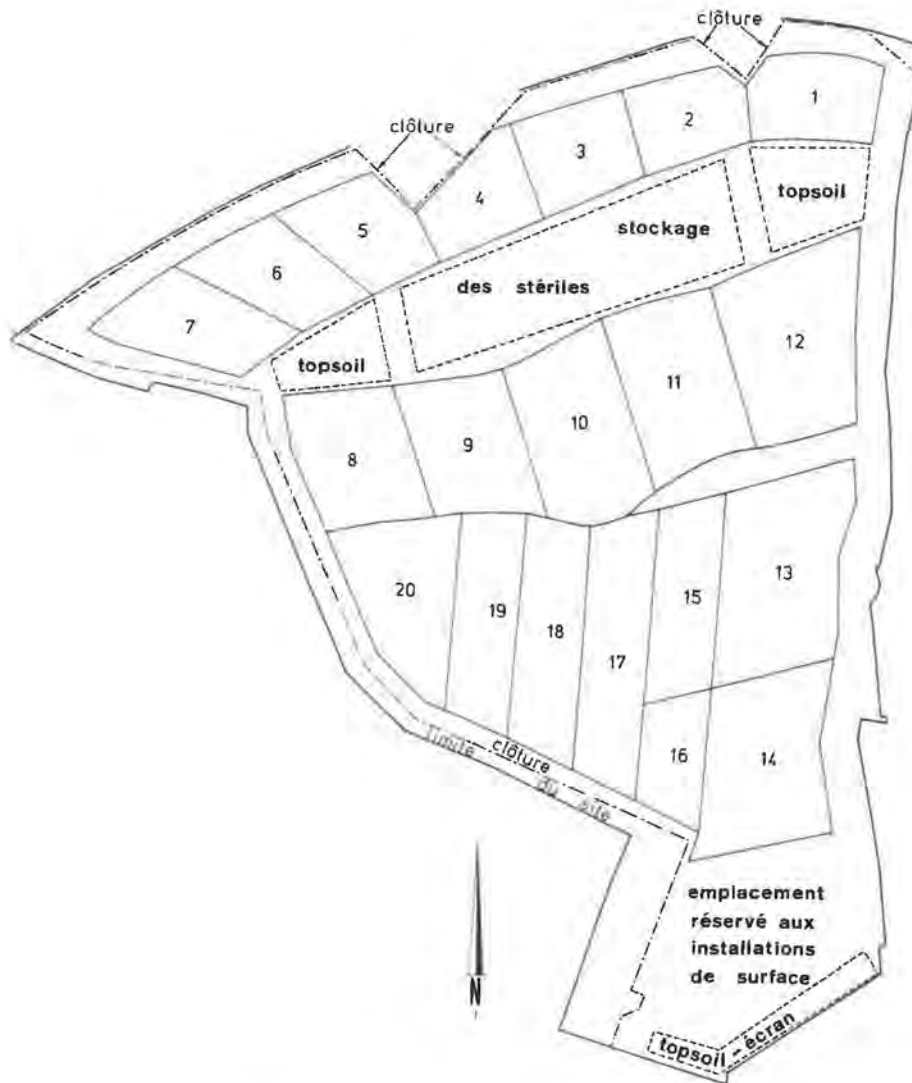 clôture
1
2
3
clôture
4
topsoil
5
stockage
6
des stériles
7
12
topsoil
11
10
9
8
13
20
15
19
18
17
clôture
limite
du site
16
14
emplacement
réservé aux
installations
de surface
N
topsoil - écran